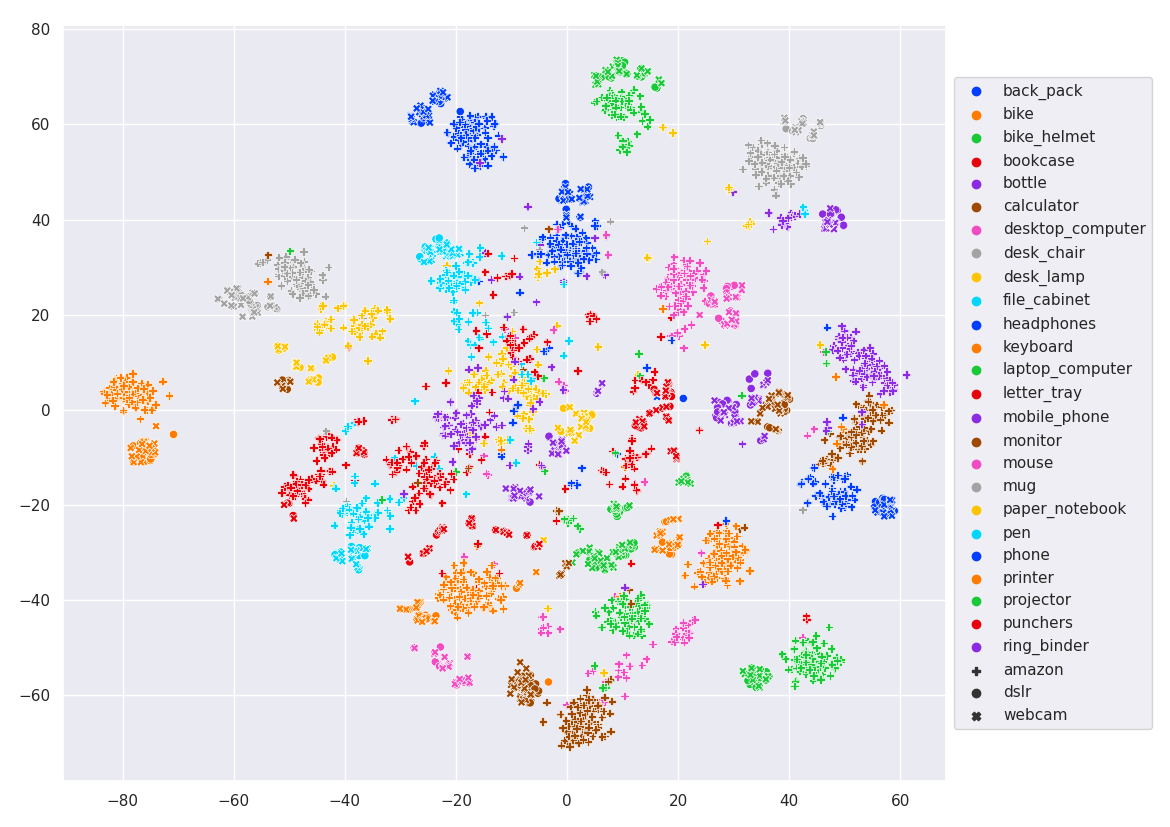 80
60
40
20
0
−20
−40
−60
−80 −60 −40 −20 0 20 40 60
back_pack
bike
bike_helmet
bookcase
bottle
calculator
desktop_computer
desk_chair
desk_lamp
file_cabinet
headphones
keyboard
laptop_computer
letter_tray
mobile_phone
monitor
mouse
mug
paper_notebook
pen
phone
printer
projector
punchers
ring_binder
amazon
dslr
webcam